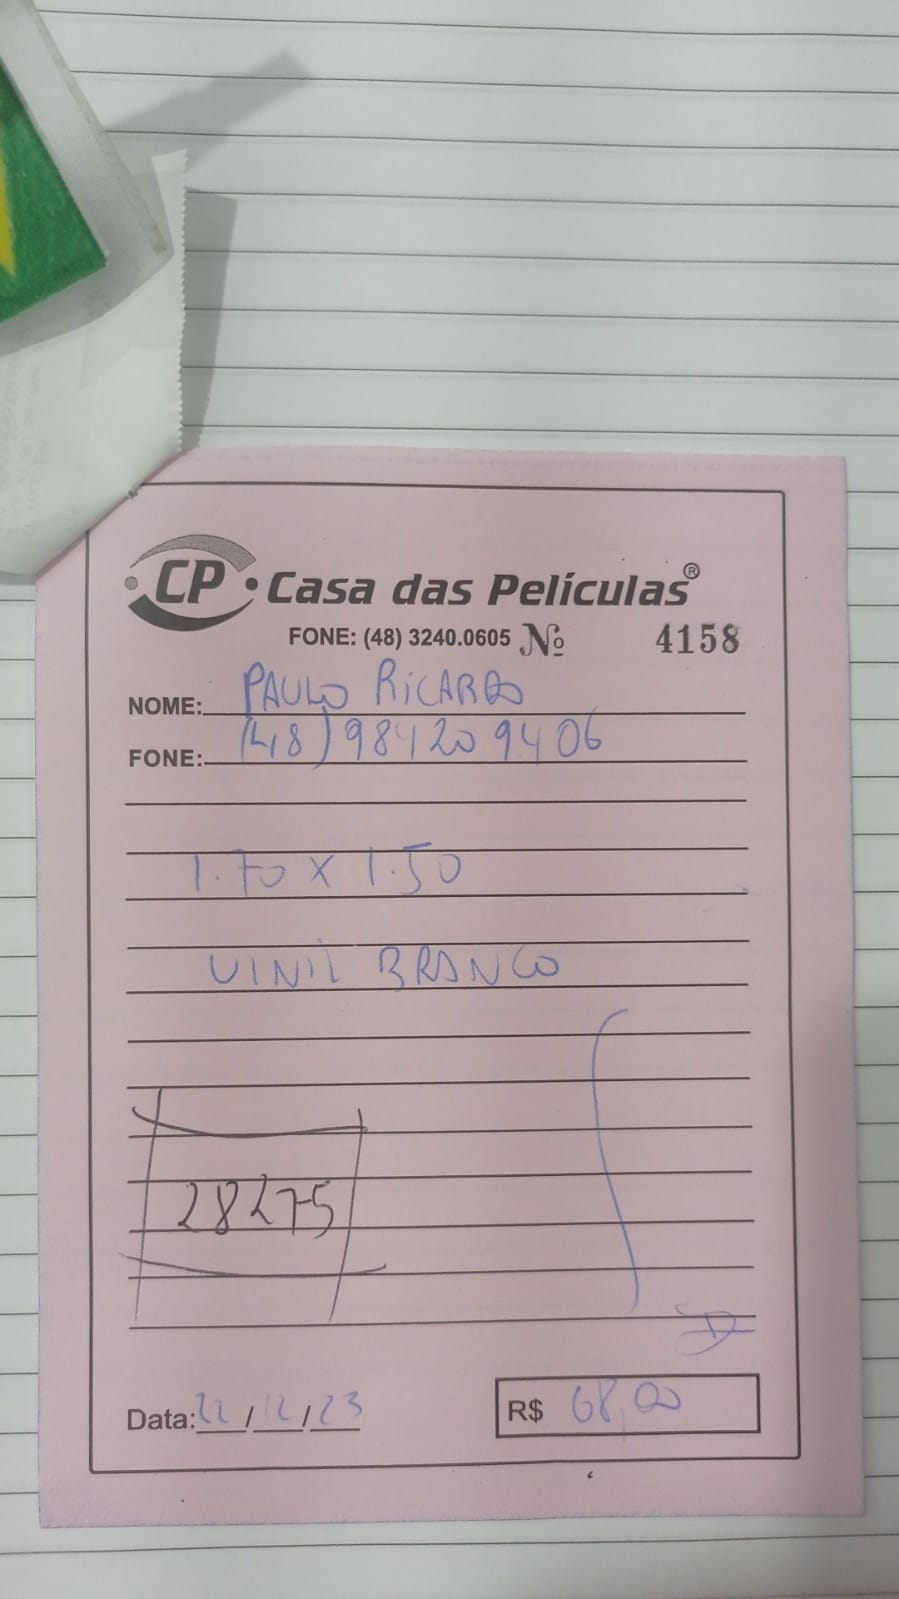 CP Casa das Películas®
FONE: (48) 3240.0605 Nº 4158
NOME: PAULO RICARDO
FONE: (48) 984209406
1.70 X 1.50
VINIL BRANCO
28275
Data: 22/12/23 R$ 68,00